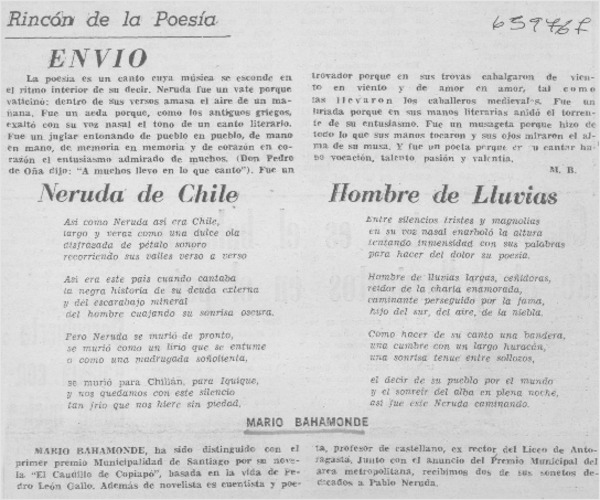 Rincón de la Poesía
ENVIO
La poesía es un canto cuya música se esconde en
el ritmo interior de su decir. Neruda fue un vate porque
vaticinó: dentro de sus versos amasa el aire de un ma-
ñana. Fue un aeda porque, como los antiguos griegos,
exaltó con su voz nasal el tono de un canto literario.
Fue un juglar entonando de pueblo en pueblo, de mano
en mano, de memoria en memoria y de corazón en co-
razón el entusiasmo admirado de muchos. (Don Pedro
de Oña dijo: "A muchos llevo en lo que canto"). Fue un
trovador porque en sus trovas cabalgaron de vien-
to en viento y de amor en amor, tal como
las llevaron los caballeros medievales. Fue un
porque en sus manos literarias anidó el torren-
te de su entusiasmo. Fue un musageta porque hizo de
todo lo que sus manos tocaron y sus ojos miraron el al-
ma de su musa. Y fue un poeta porque en su cantar hu-
bo vocación, talento, pasión y valentía.
M. B.
Neruda de Chile
Así como Neruda así era Chile,
largo y veraz como una dulce ola
disfrazada de pétalo sonoro
recorriendo sus valles verso a verso
Así era este país cuando cantaba
la negra historia de su deuda externa
y del escarabajo mineral
del hombre cuajando su sonrisa oscura.
Pero Neruda se murió de pronto,
se murió como un lirio que se entume
o como una madrugada soñolienta,
se murió para Chillán, para Iquique,
y nos quedamos con este silencio
tan frío que nos hiere sin piedad.
Hombre de Lluvias
Entre silencios tristes y magnolias
en su voz nasal enarboló la altura
tentando inmensidad con sus palabras
para hacer del dolor su poesía.
Hombre de lluvias largas, ceñidoras,
reidor de la charla enamorada,
caminante perseguido por la fama,
hijo del sur, del aire, de la niebla.
Como hacer de su canto una bandera,
una cumbre con un largo huracán,
una sonrisa tenue entre sollozos,
el decir de su pueblo por el mundo
y el sonreir del alba en plena noche,
así fue este Neruda caminando.
MARIO BAHAMONDE
MARIO BAHAMONDE, ha sido distinguido con el
primer premio Municipalidad de Santiago por su nove-
la "El Caudillo de Copiapó", basada en la vida de Pe-
dro León Gallo. Además de novelista es cuentista y poe-
ta, profesor de castellano, ex rector del Liceo de Anto-
fagasta. Junto con el anuncio del Premio Municipal del
área metropolitana, recibimos dos de sus sonetos de-
dicados a Pablo Neruda.